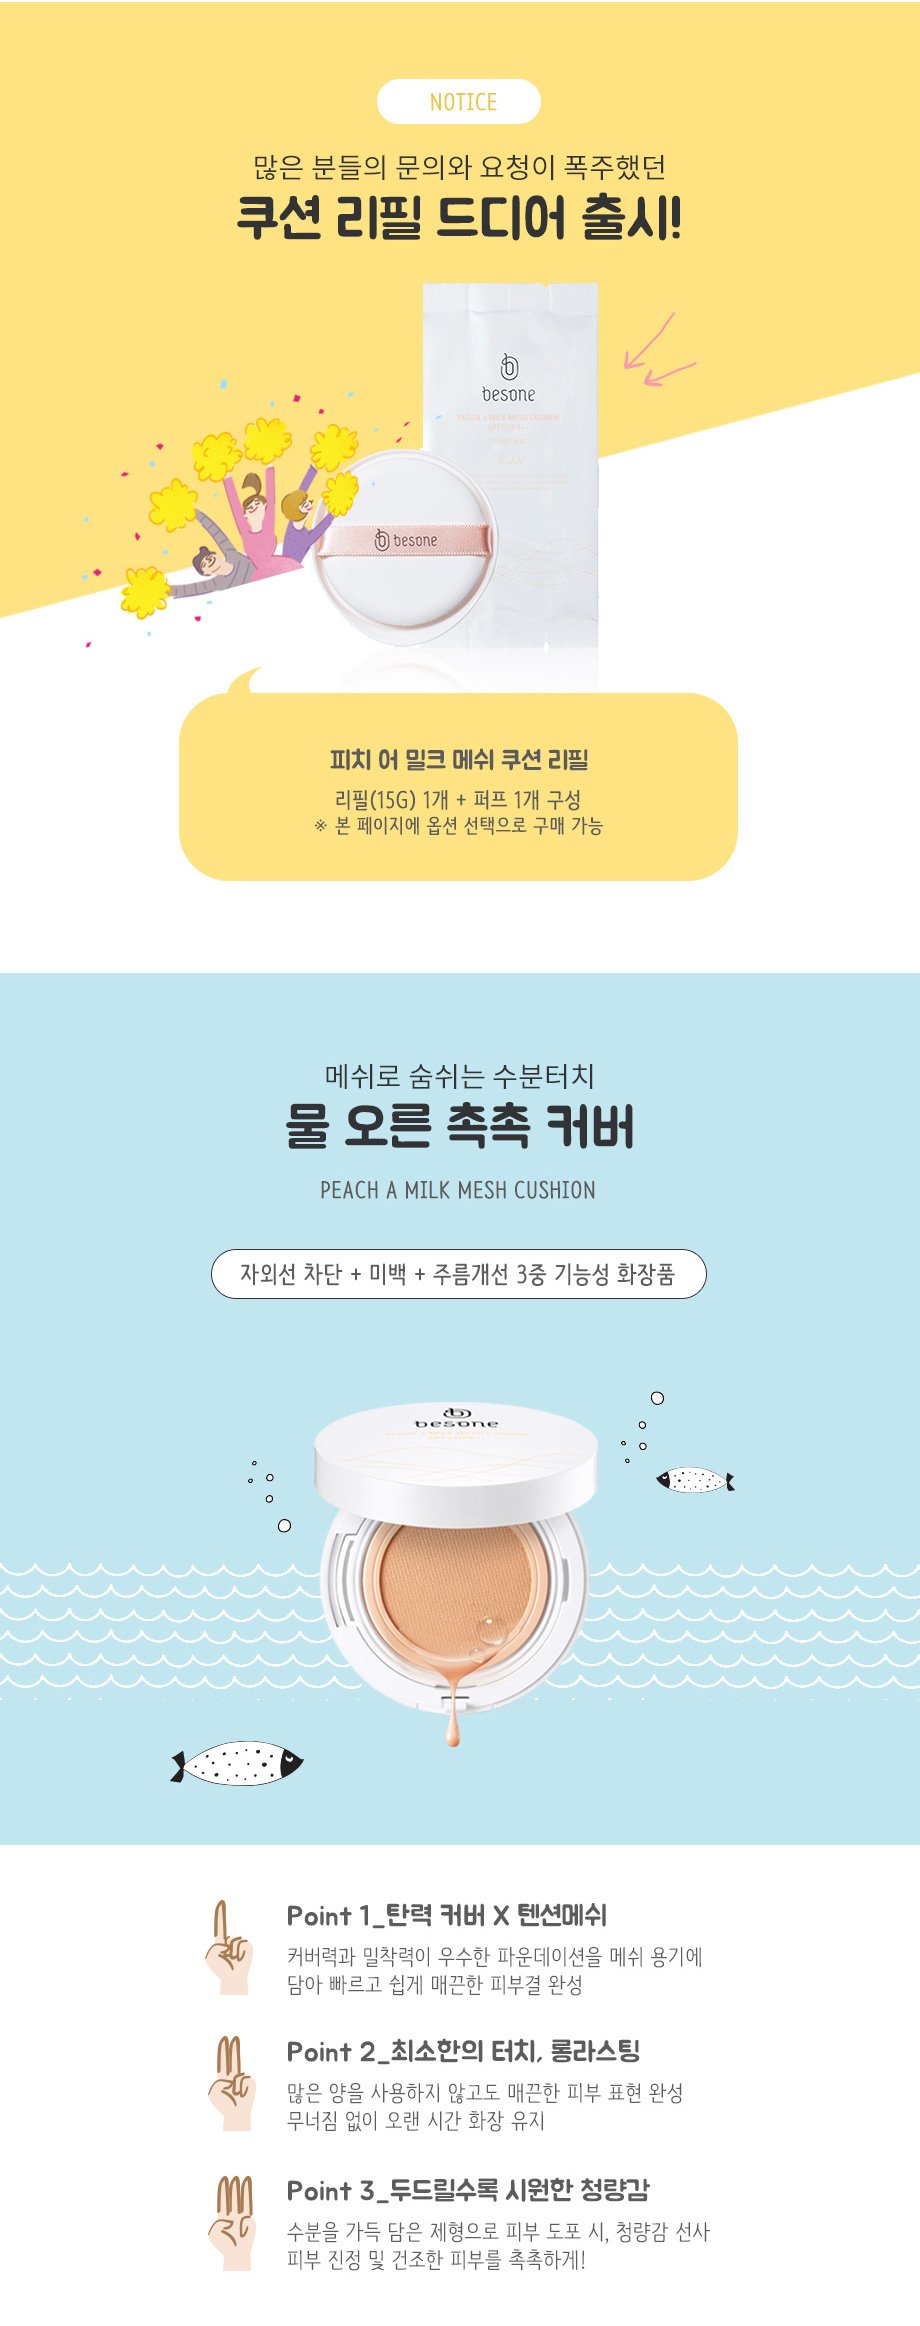 NOTICE
많은 분들의 문의와 요청이 폭주했던
쿠션 리필 드디어 출시!
besone
PEACH A MILK MESH CUSHION
Refill
besone
피치 어 밀크 메쉬 쿠션 리필
리필(15G) 1개 + 퍼프 1개 구성
※ 본 페이지에 옵션 선택으로 구매 가능
메쉬로 숨쉬는 수분터치
물 오른 촉촉 커버
PEACH A MILK MESH CUSHION
자외선 차단 + 미백 + 주름개선 3중 기능성 화장품
besone
Point 1_탄력 커버 X 텐션메쉬
커버력과 밀착력이 우수한 파운데이션을 메쉬 용기에
담아 빠르고 쉽게 매끈한 피부결 완성
Point 2_최소한의 터치, 롱라스팅
많은 양을 사용하지 않고도 매끈한 피부 표현 완성
무너짐 없이 오랜 시간 화장 유지
Point 3_두드릴수록 시원한 청량감
수분을 가득 담은 제형으로 피부 도포 시, 청량감 선사
피부 진정 및 건조한 피부를 촉촉하게!